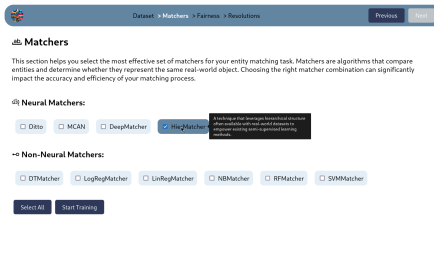 Dataset > Matchers > Fairness > Resolutions
Previous
Next
Matchers
This section helps you select the most effective set of matchers for your entity matching task. Matchers are algorithms that compare
entities and determine whether they represent the same real-world object. Choosing the right matcher combination can significantly
impact the accuracy and efficiency of your matching process.
Neural Matchers:
Ditto
MCAN
DeepMatcher
HierMatcher
A technique that leverages hierarchical structure
often available with real-world datasets to
empower existing semi-supervised learning
methods.
Non-Neural Matchers:
DTMatcher
LogRegMatcher
LinRegMatcher
NBMatcher
RFMatcher
SVMMatcher
Select All
Start Training